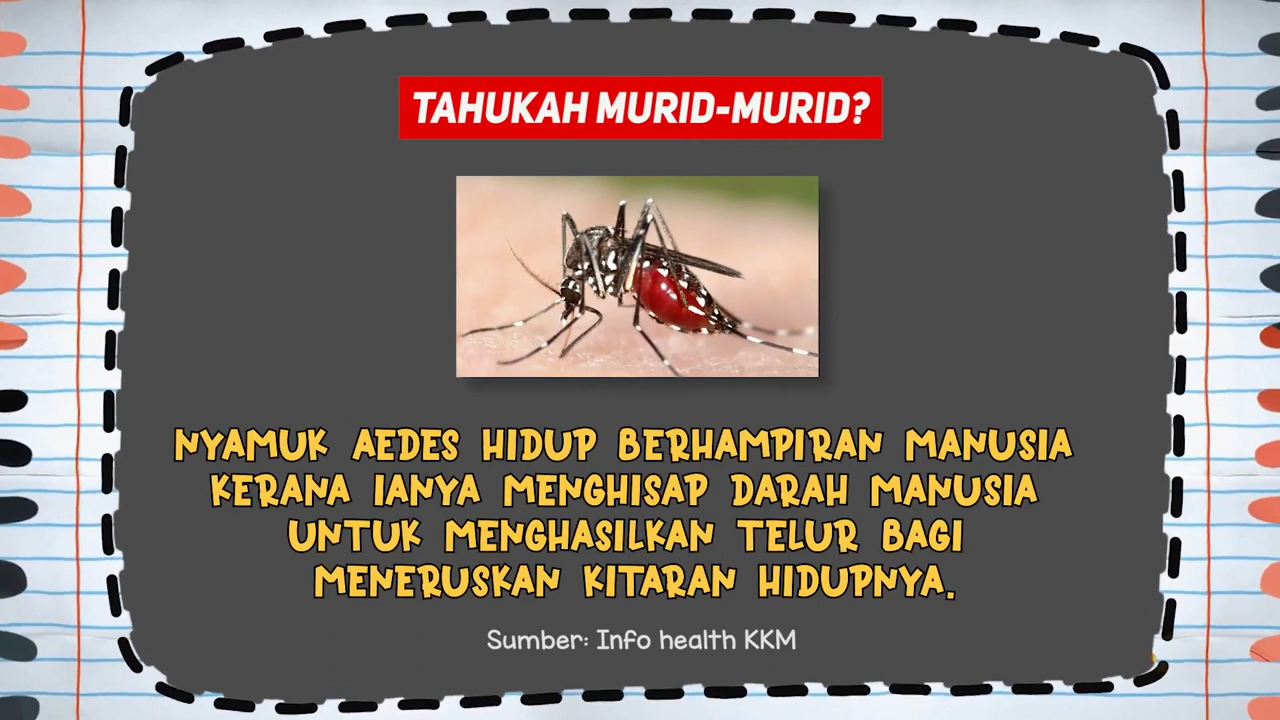 TAHUKAH MURID-MURID?
NYAMUK AEDES HIDUP BERHAMPIRAN MANUSIA
KERANA IANYA MENGHISAP DARAH MANUSIA
UNTUK MENGHASILKAN TELUR BAGI
MENERUSKAN KITARAN HIDUPNYA.
Sumber: Info health KKM